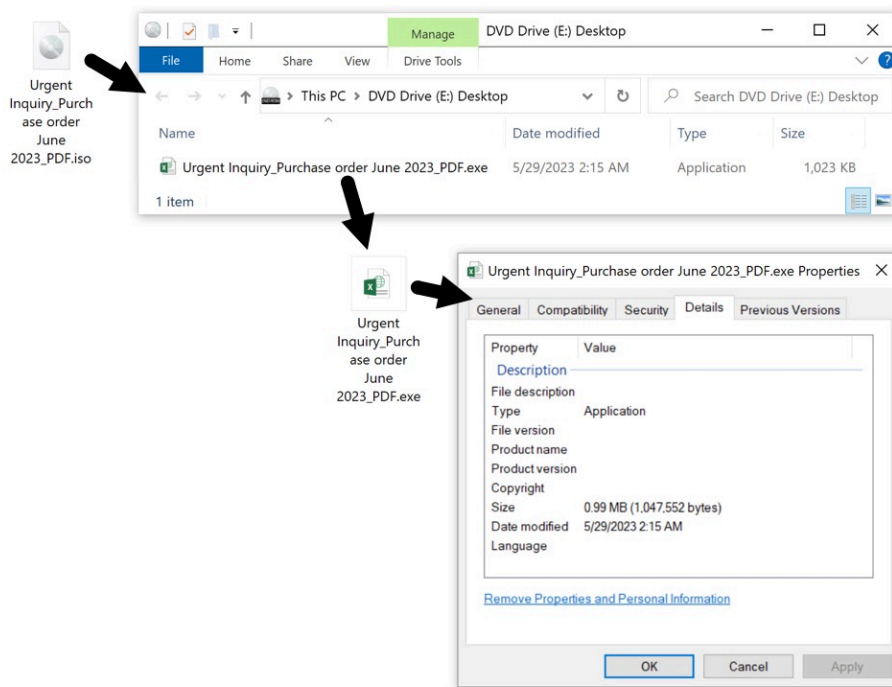 Urgent
Inquiry_Purch
ase order
June
2023_PDF.iso
Manage
DVD Drive (E:) Desktop
File
Home
Share
View
Drive Tools
?
This PC > DVD Drive (E:) Desktop
Search DVD Drive (E:) Desktop
Name
Date modified
Type
Size
Urgent Inquiry_Purchase order June 2023_PDF.exe
5/29/2023 2:15 AM
Application
1,023 KB
1 item
Urgent
Inquiry_Purch
ase order
June
2023_PDF.exe
Urgent Inquiry_Purchase order June 2023_PDF.exe Properties
General
Compatibility
Security
Details
Previous Versions
Property
Value
Description
File description
Type Application
File version
Product name
Product version
Copyright
Size 0.99 MB (1,047,552 bytes)
Date modified 5/29/2023 2:15 AM
Language
Remove Properties and Personal Information
OK
Cancel
Apply